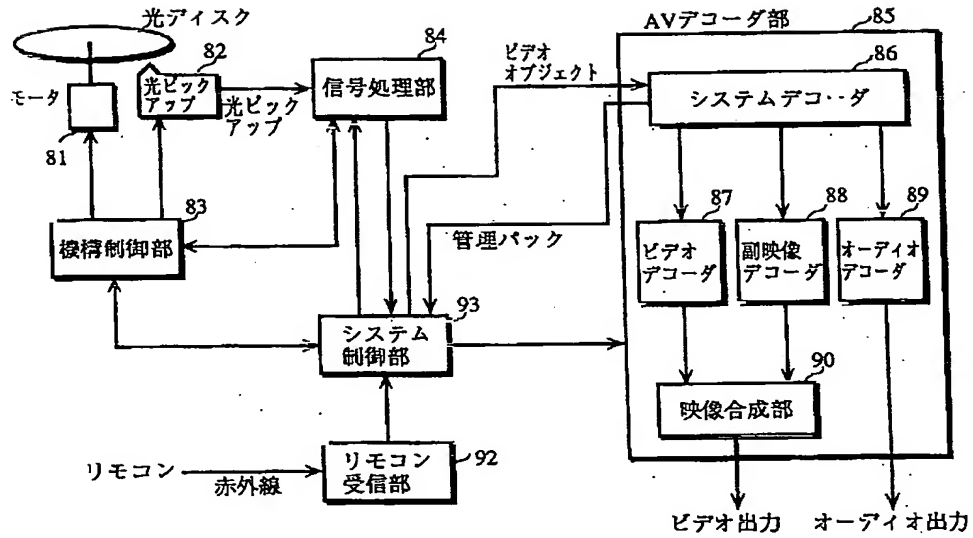 光ディスク
モータ
81
82
光ピック
アップ
光ピック
アップ
83
機構制御部
84
信号処理部
ビデオ
オブジェクト
管理パック
93
システム
制御部
リモコン
赤外線
リモコン
受信部
92
AVデコーダ部
85
86
システムデコーダ
87
ビデオ
デコーダ
88
副映像
デコーダ
89
オーディオ
デコーダ
90
映像合成部
ビデオ出力
オーディオ出力